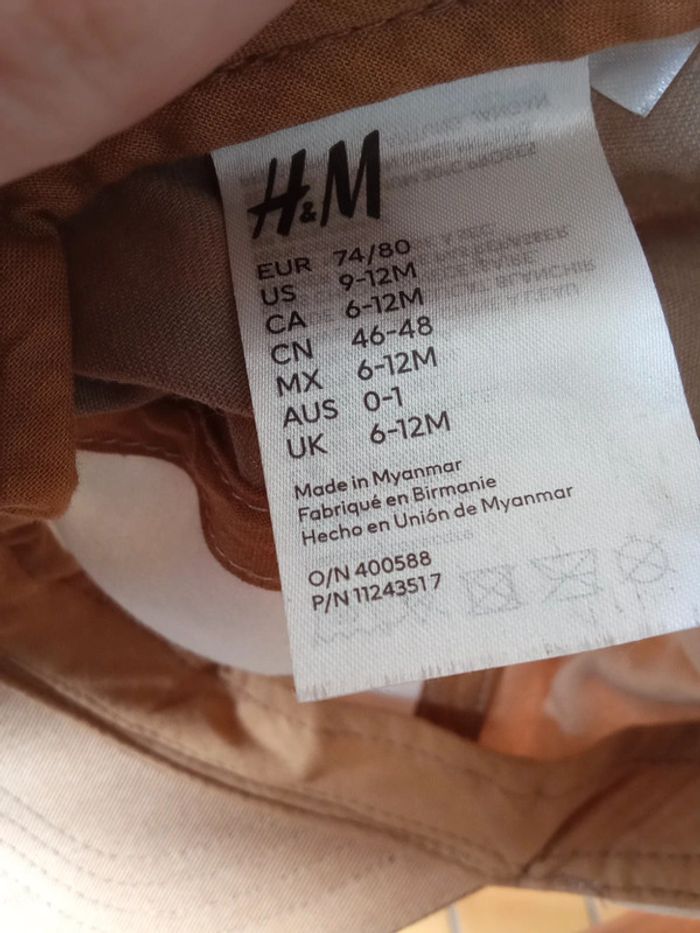 H&M
EUR 74/80
US 9-12M
CA 6-12M
CN 46-48
MX 6-12M
AUS 0-1
UK 6-12M
Made in Myanmar
Fabriqué en Birmanie
Hecho en Unión de Myanmar
O/N 400588
P/N 11243517